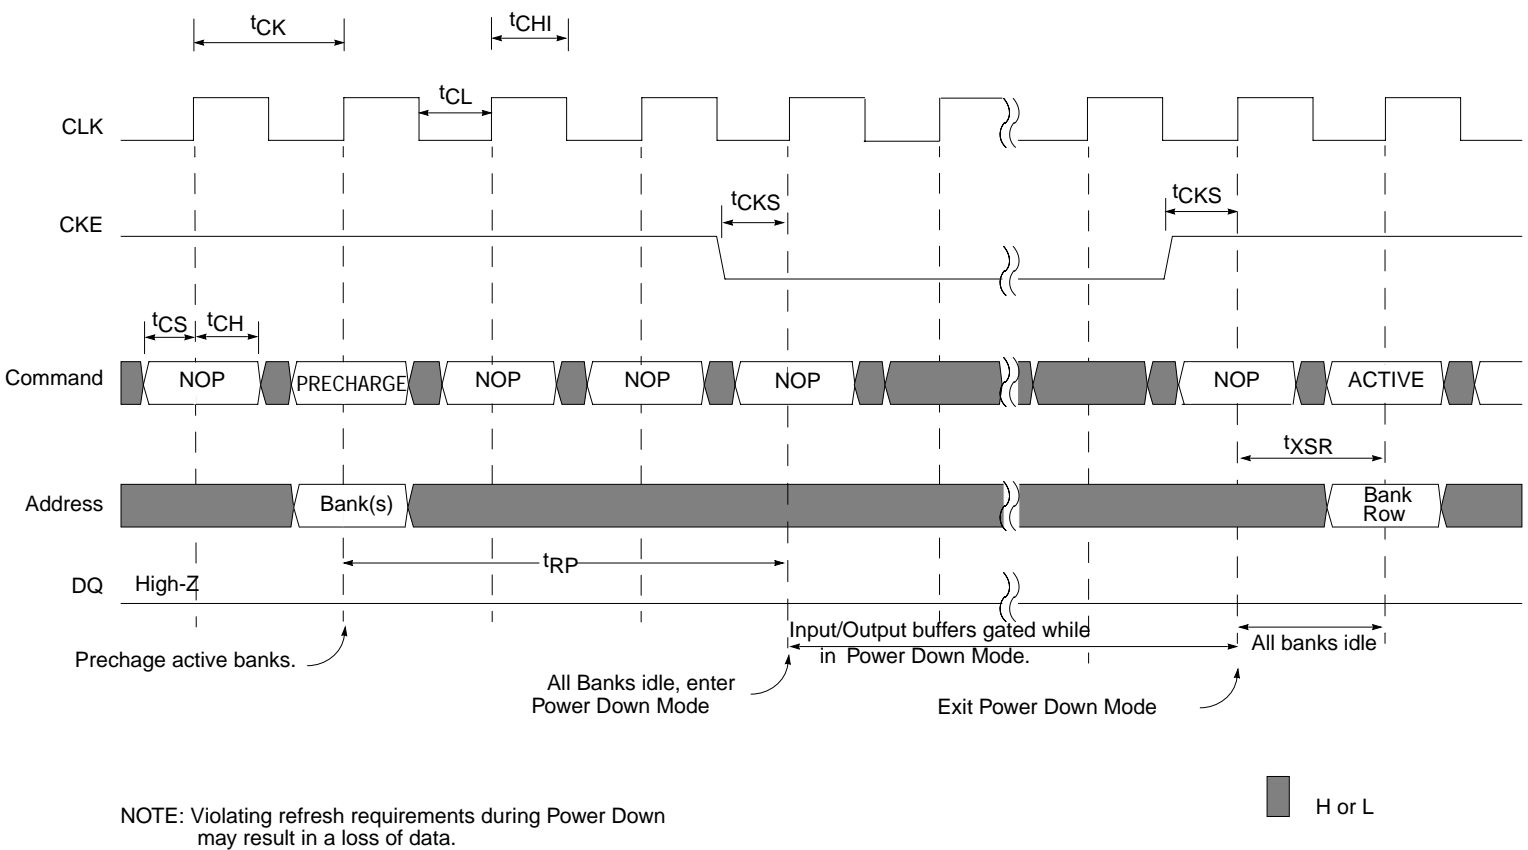 tCK
tCHI
tCL
CLK
tCKS
tCKS
CKE
tCS
tCH
Command
NOP
PRECHARGE
NOP
NOP
NOP
NOP
ACTIVE
tXSR
Address
Bank(s)
Bank
Row
tRP
DQ
High-Z
Input/Output buffers gated while
in Power Down Mode.
All banks idle
Prechage active banks.
All Banks idle, enter
Power Down Mode
Exit Power Down Mode
H or L
NOTE: Violating refresh requirements during Power Down
may result in a loss of data.